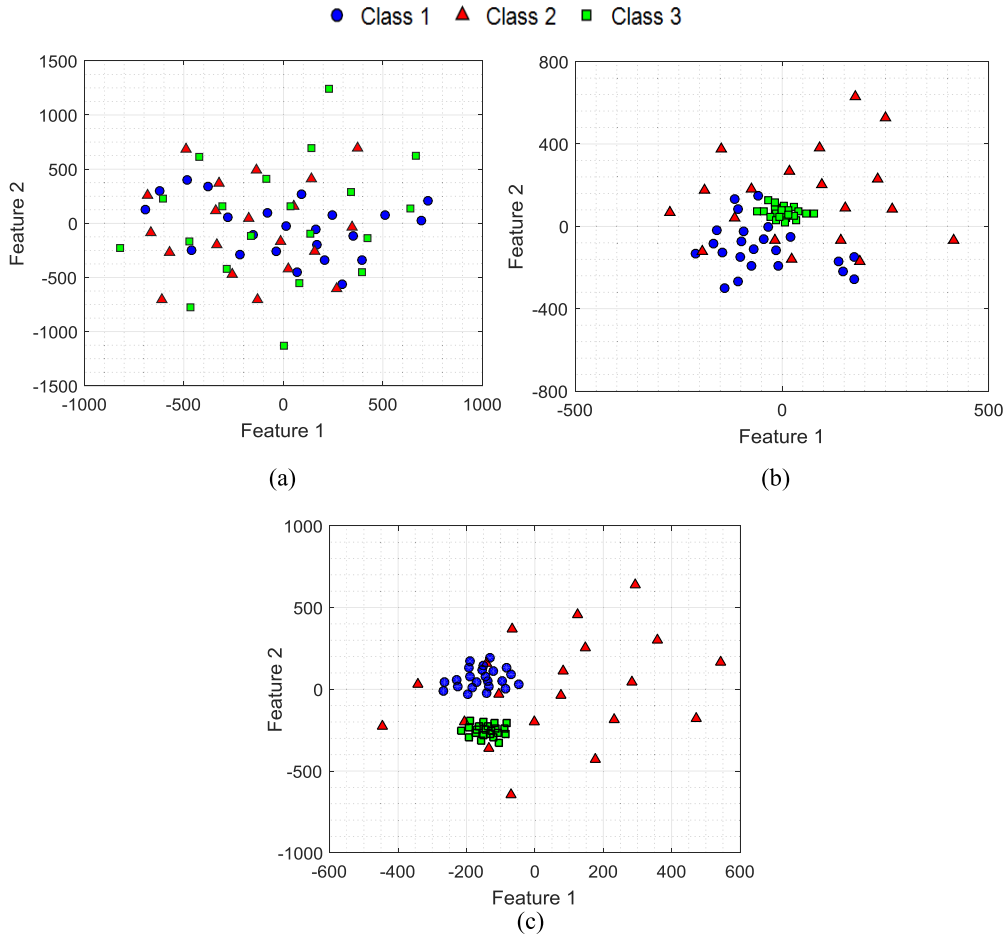 Class 1 Class 2 Class 3
1500
1000
500
0
-500
-1000
-1500
Feature 2
-1000 -500 0 500 1000
Feature 1
(a)
800
400
0
-400
-800
Feature 2
-500 0 500
Feature 1
(b)
1000
500
0
-500
-1000
Feature 2
-600 -400 -200 0 200 400 600
Feature 1
(c)